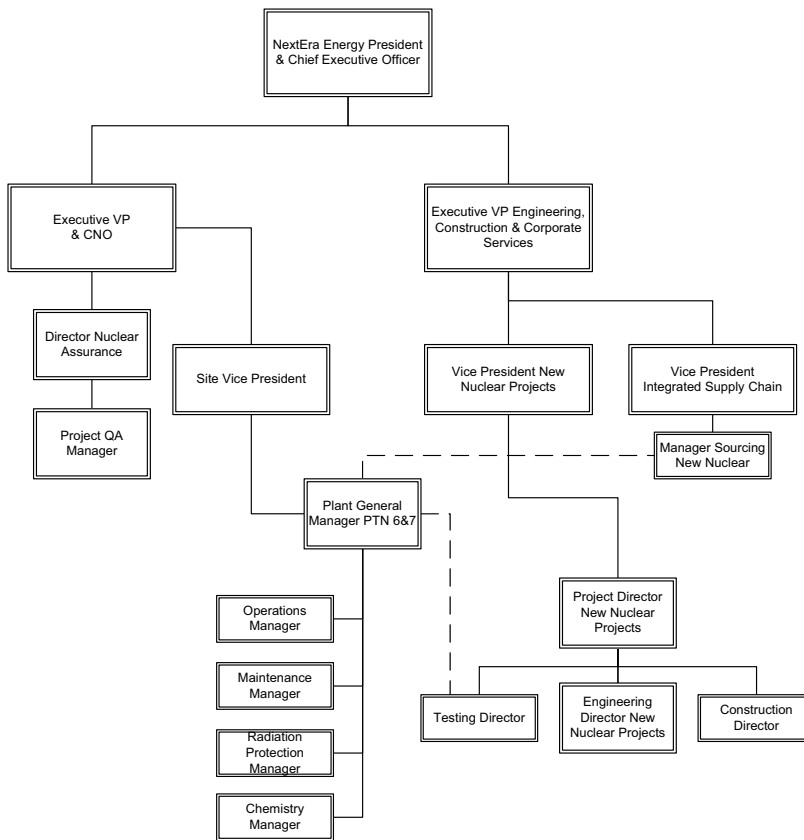 NextEra Energy President
& Chief Executive Officer
Executive VP
& CNO
Executive VP Engineering,
Construction & Corporate
Services
Director Nuclear
Assurance
Site Vice President
Vice President New
Nuclear Projects
Vice President
Integrated Supply Chain
Project QA
Manager
Manager Sourcing
New Nuclear
Plant General
Manager PTN 6&7
Project Director
New Nuclear
Projects
Operations
Manager
Maintenance
Manager
Testing Director
Engineering
Director New
Nuclear Projects
Construction
Director
Radiation
Protection
Manager
Chemistry
Manager